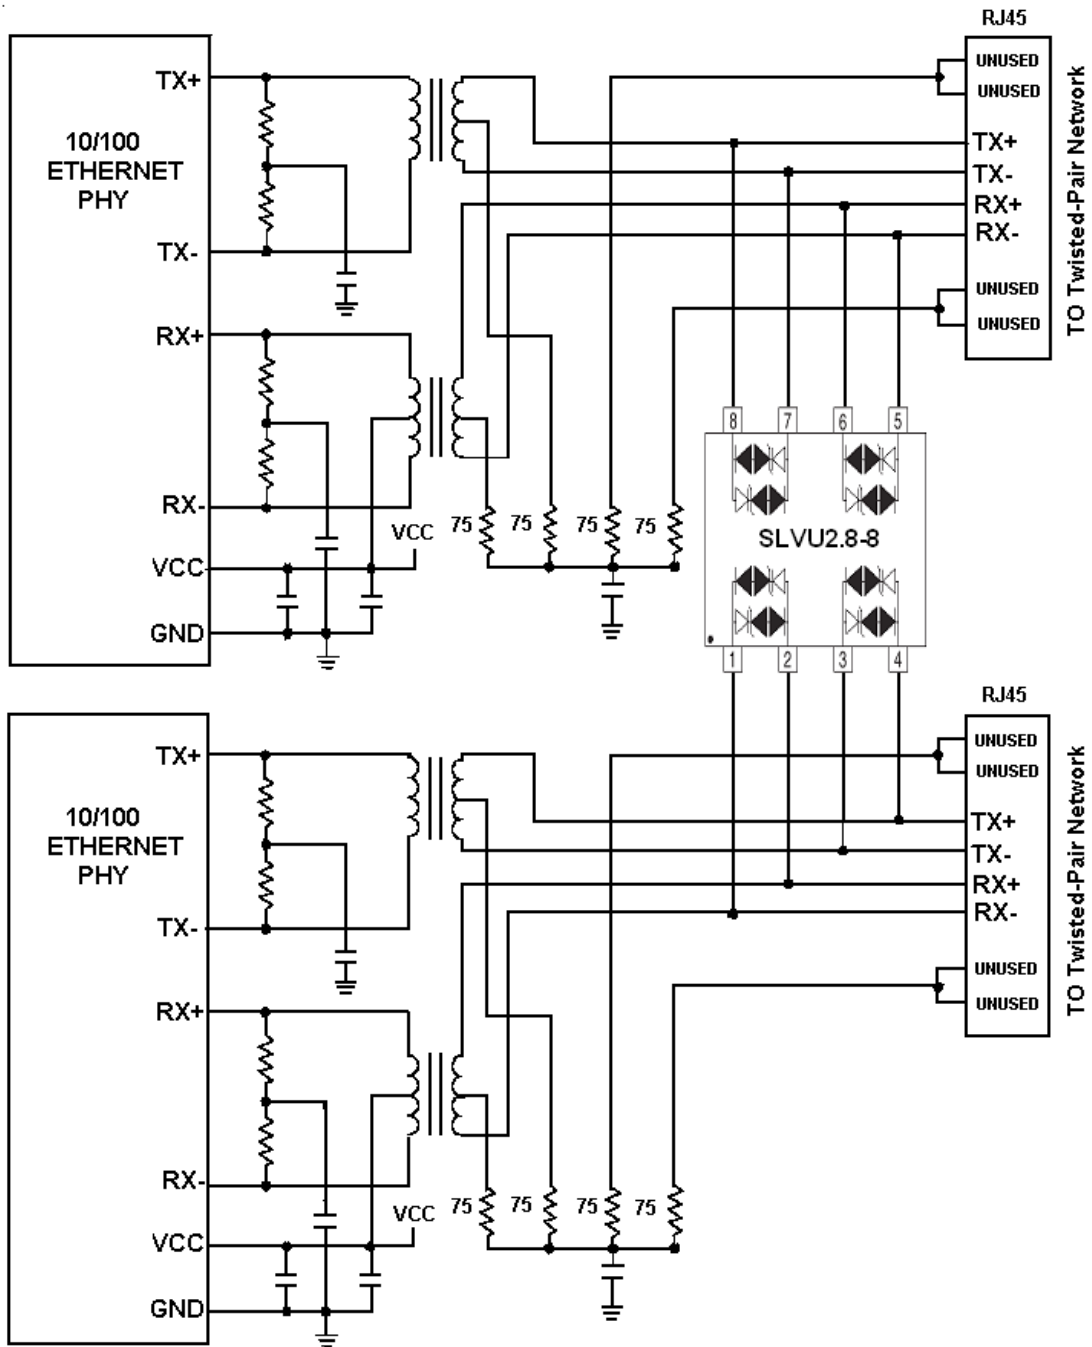 RJ45
UNUSED
UNUSED
TX+
TX-
RX+
RX-
UNUSED
UNUSED
TO Twisted-Pair Network
TX+
10/100
ETHERNET
PHY
TX-
RX+
RX-
VCC
GND
VCC
75
75
75
75
8
7
6
5
SLVU2.8-8
1
2
3
4
RJ45
UNUSED
UNUSED
TX+
TX-
RX+
RX-
UNUSED
UNUSED
TO Twisted-Pair Network
TX+
10/100
ETHERNET
PHY
TX-
RX+
RX-
VCC
GND
VCC
75
75
75
75